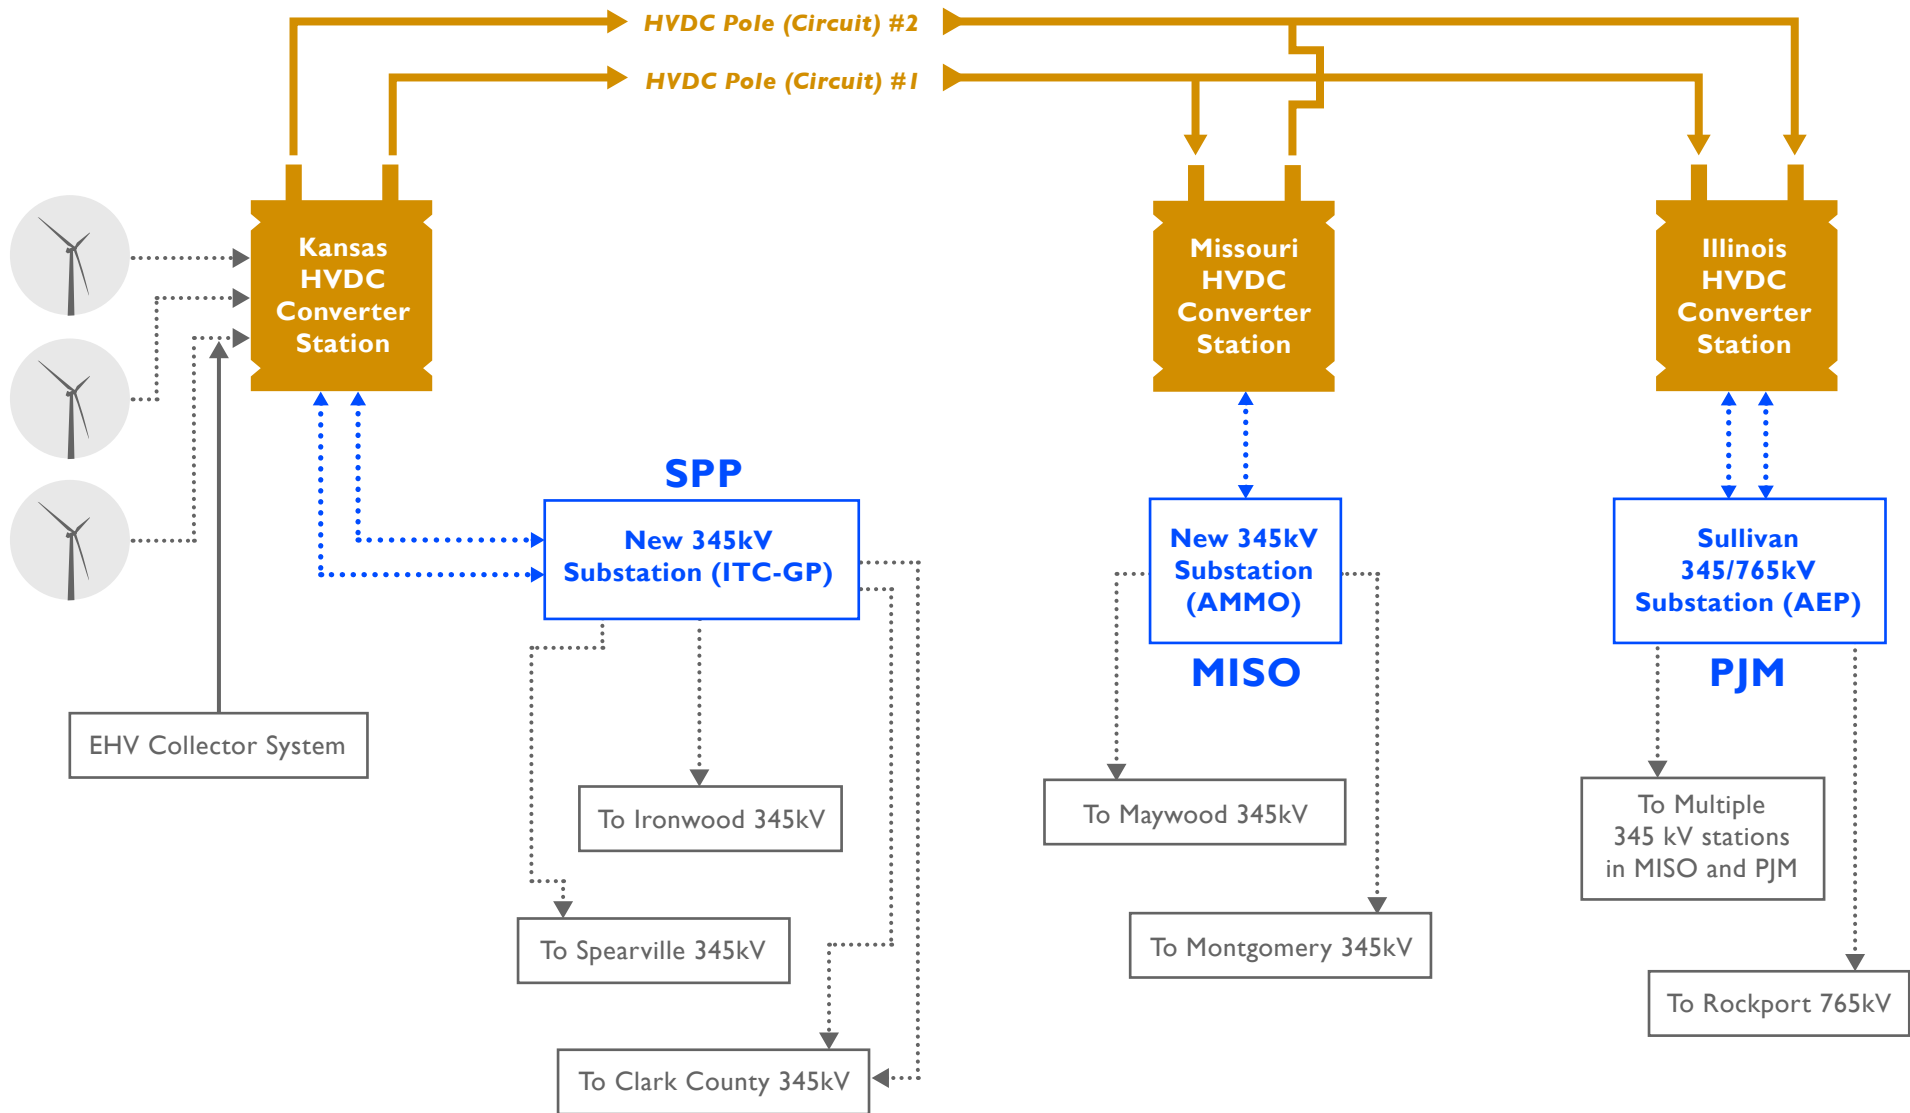 HVDC Pole (Circuit) #2
HVDC Pole (Circuit) #1
Kansas
HVDC
Converter
Station
Missouri
HVDC
Converter
Station
Illinois
HVDC
Converter
Station
SPP
New 345kV
Substation (ITC-GP)
New 345kV
Substation
(AMMO)
MISO
Sullivan
345/765kV
Substation (AEP)
PJM
EHV Collector System
To Ironwood 345kV
To Spearville 345kV
To Clark County 345kV
To Maywood 345kV
To Montgomery 345kV
To Multiple
345 kV stations
in MISO and PJM
To Rockport 765kV